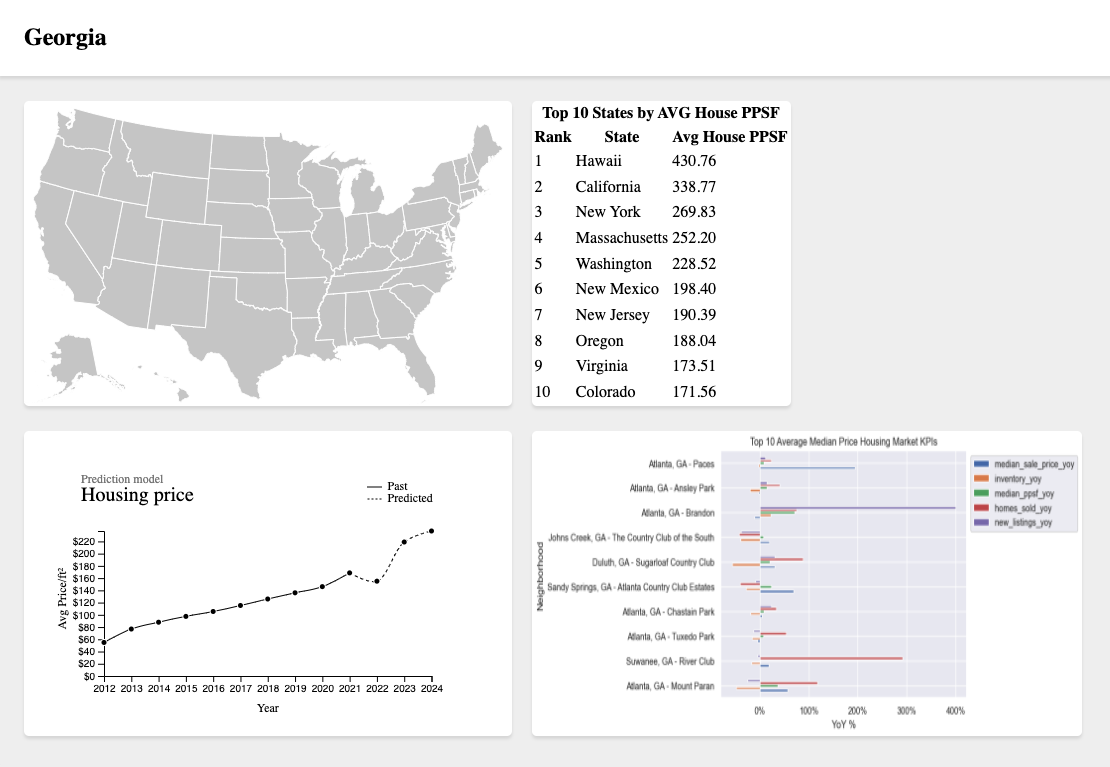 Georgia
Top 10 States by AVG House PPSF
Rank State Avg House PPSF
1 Hawaii 430.76
2 California 338.77
3 New York 269.83
4 Massachusetts 252.20
5 Washington 228.52
6 New Mexico 198.40
7 New Jersey 190.39
8 Oregon 188.04
9 Virginia 173.51
10 Colorado 171.56
Prediction model
Housing price
Past
Predicted
Avg Price/ft²
$220
$200
$180
$160
$140
$120
$100
$80
$60
$40
$20
$0
2012 2013 2014 2015 2016 2017 2018 2019 2020 2021 2022 2023 2024
Year
Top 10 Average Median Price Housing Market KPIs
Neighborhood
Atlanta, GA - Paces
Atlanta, GA - Ansley Park
Atlanta, GA - Brandon
Johns Creek, GA - The Country Club of the South
Duluth, GA - Sugarloaf Country Club
Sandy Springs, GA - Atlanta Country Club Estates
Atlanta, GA - Chastain Park
Atlanta, GA - Tuxedo Park
Suwanee, GA - River Club
Atlanta, GA - Mount Paran
0% 100% 200% 300% 400%
YoY %
median_sale_price_yoy
inventory_yoy
median_ppsf_yoy
homes_sold_yoy
new_listings_yoy